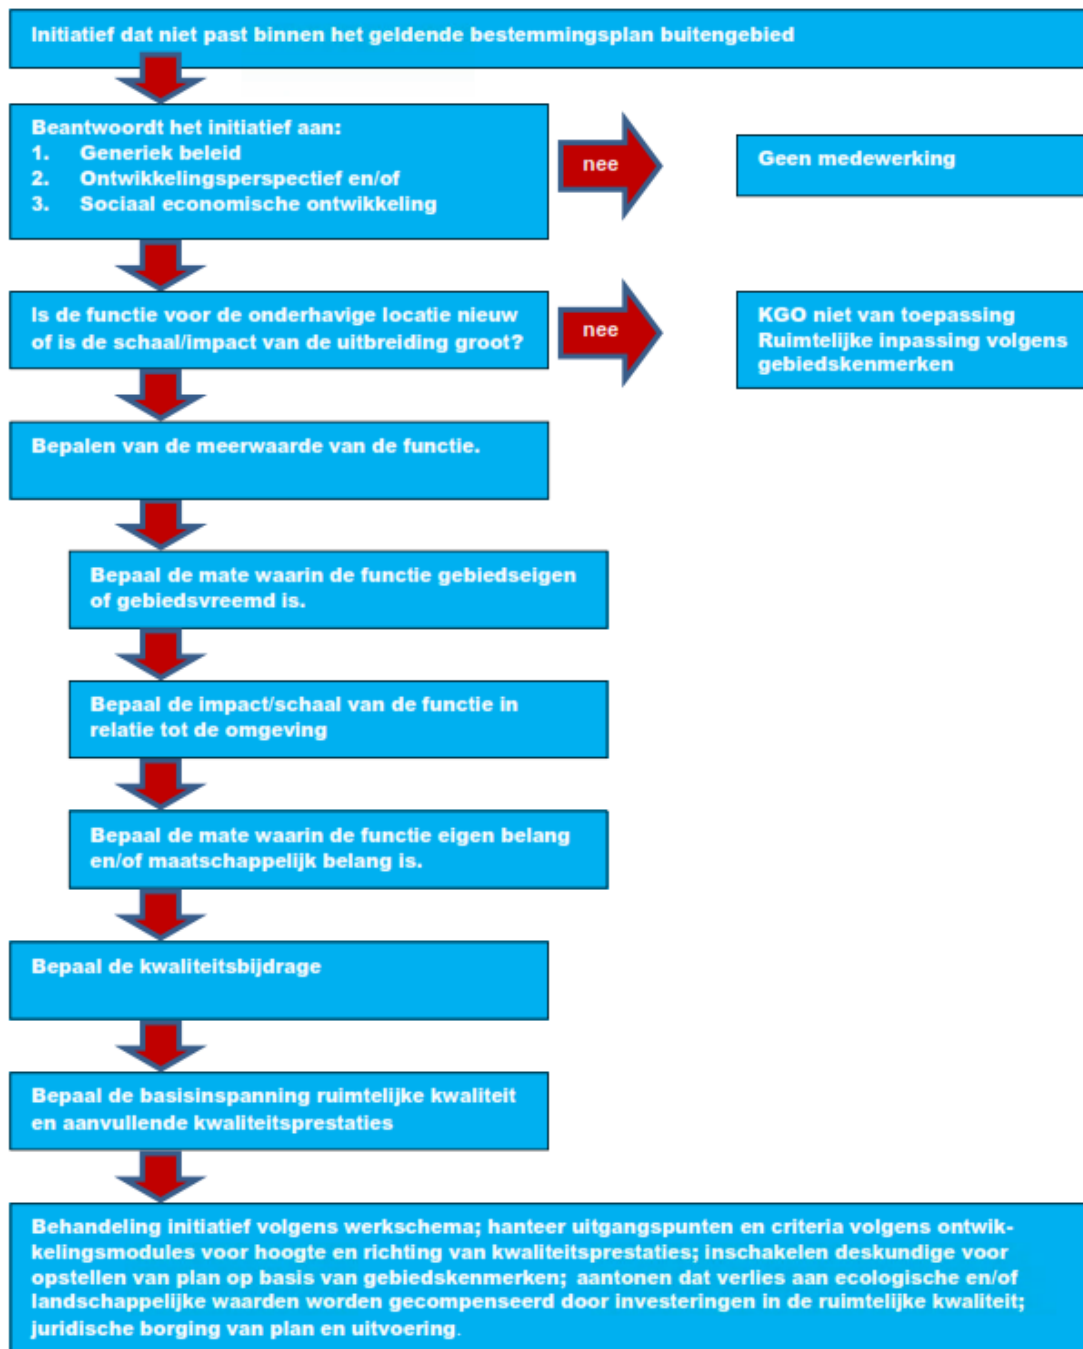 Initiatief dat niet past binnen het geldende bestemmingsplan buitengebied
Beantwoordt het initiatief aan:
1. Generiek beleid
2. Ontwikkelingsperspectief en/of
3. Sociaal economische ontwikkeling
nee
Geen medewerking
Is de functie voor de onderhavige locatie nieuw
of is de schaal/impact van de uitbreiding groot?
nee
KGO niet van toepassing
Ruimtelijke inpassing volgens
gebiedskenmerken
Bepalen van de meerwaarde van de functie.
Bepaal de mate waarin de functie gebiedseigen
of gebiedsvreemd is.
Bepaal de impact/schaal van de functie in
relatie tot de omgeving
Bepaal de mate waarin de functie eigen belang
en/of maatschappelijk belang is.
Bepaal de kwaliteitsbijdrage
Bepaal de basisinspanning ruimtelijke kwaliteit
en aanvullende kwaliteitsprestaties
Behandeling initiatief volgens werkschema; hanteer uitgangspunten en criteria volgens ontwik-
kelingsmodules voor hoogte en richting van kwaliteitsprestaties; inschakelen deskundige voor
opstellen van plan op basis van gebiedskenmerken; aantonen dat verlies aan ecologische en/of
landschappelijke waarden worden gecompenseerd door investeringen in de ruimtelijke kwaliteit;
juridische borging van plan en uitvoering.